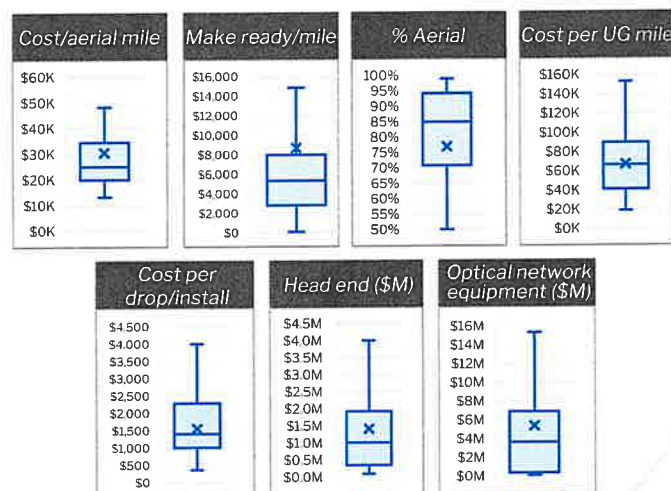 Cost/aerial mile
$60K
$50K
$40K
$30K
$20K
$10K
$0K
Make ready/mile
$16,000
$14,000
$12,000
$10,000
$8,000
$6,000
$4,000
$2,000
$0
% Aerial
100%
95%
90%
85%
80%
75%
70%
65%
60%
55%
50%
Cost per UG mile
$160K
$140K
$120K
$100K
$80K
$60K
$40K
$20K
$0K
Cost per
drop/install
$4,500
$4,000
$3,500
$3,000
$2,500
$2,000
$1,500
$1,000
$500
$0
Head end ($M)
$4.5M
$4.0M
$3.5M
$3.0M
$2.5M
$2.0M
$1.5M
$1.0M
$0.5M
$0.0M
Optical network
equipment ($M)
$16M
$14M
$12M
$10M
$8M
$6M
$4M
$2M
$0M